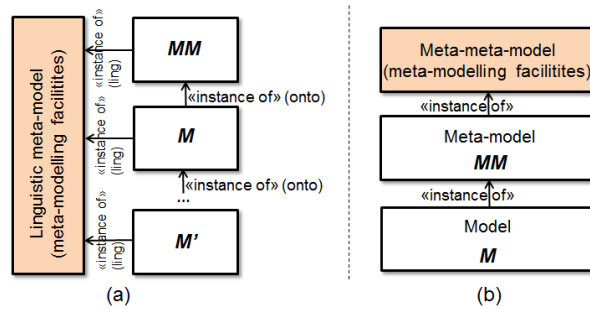 Linguistic meta-model
(meta-modelling facilitites)
«instance of»
(ling)
MM
«instance of» (onto)
«instance of»
(ling)
M
«instance of» (onto)
...
«instance of»
(ling)
M'
(a)
Meta-meta-model
(meta-modelling facilitites)
«instance of»
Meta-model
MM
«instance of»
Model
M
(b)